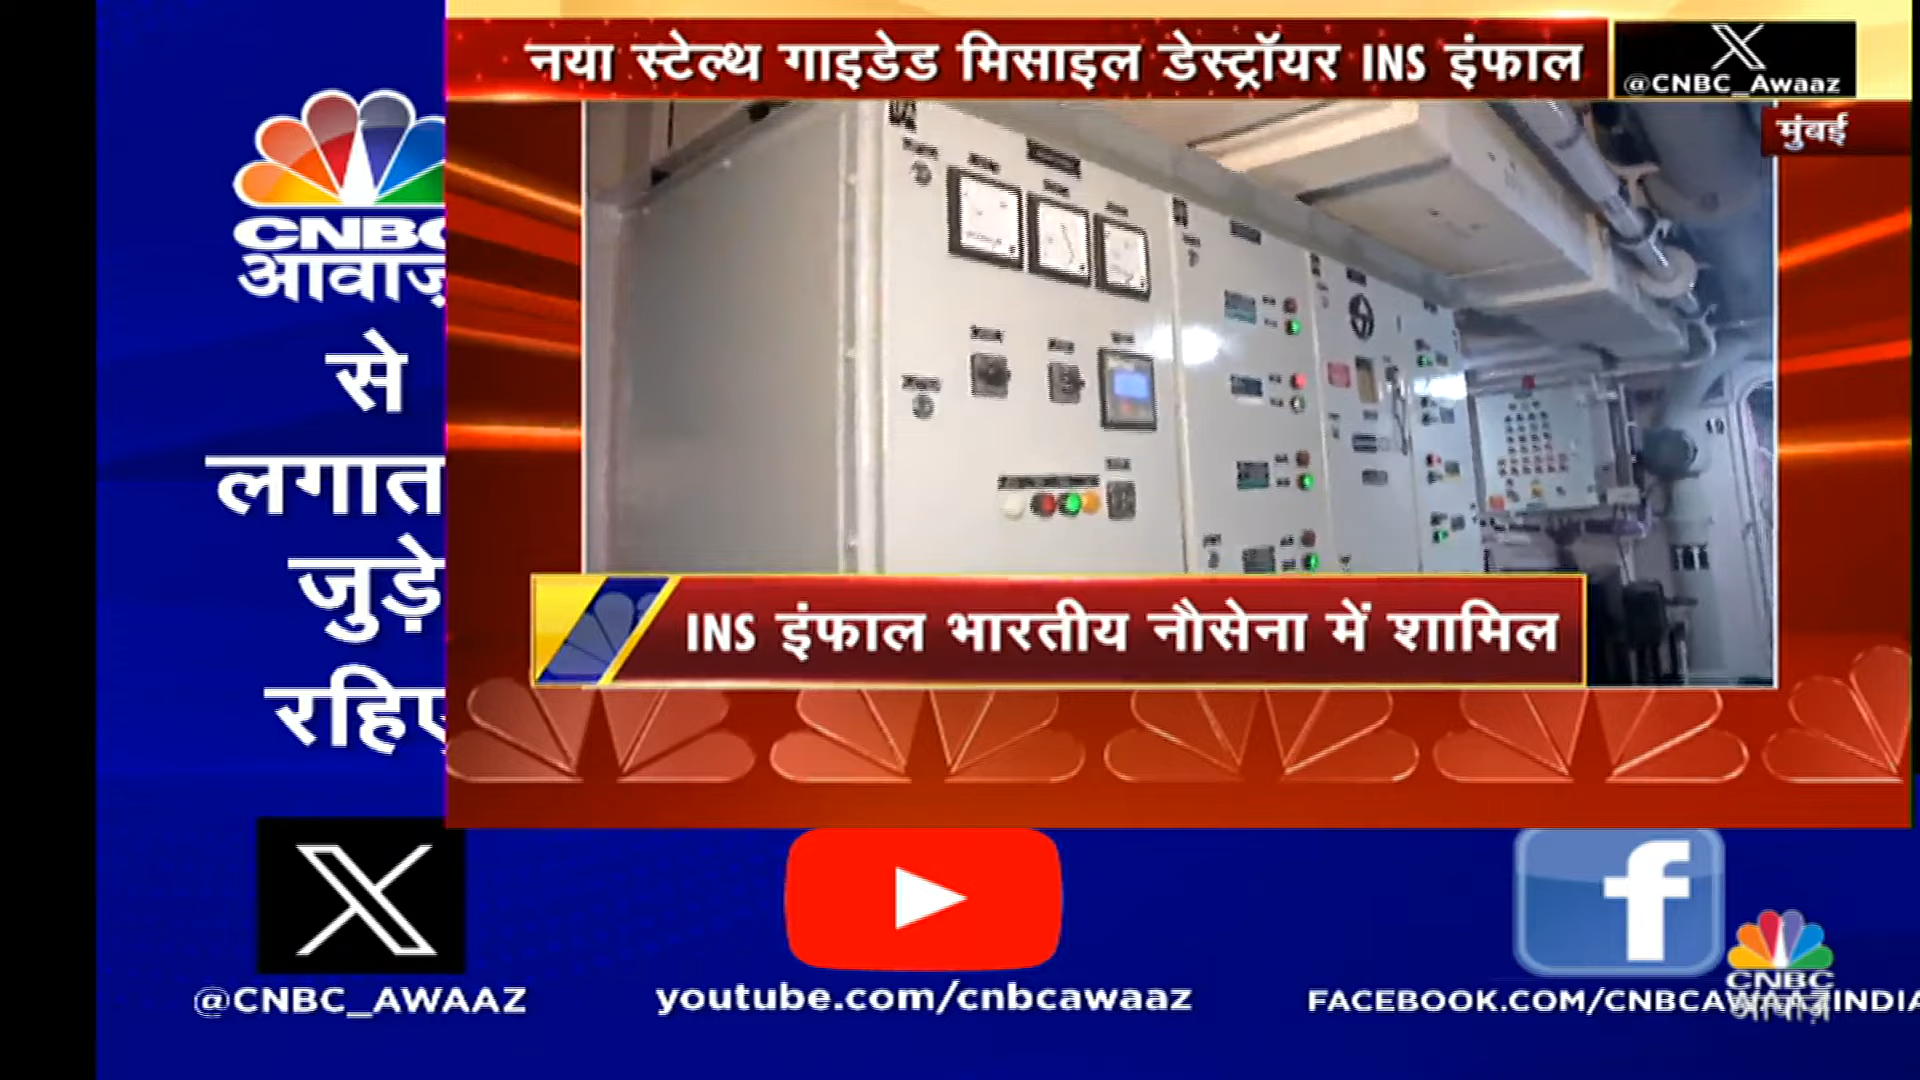 नया स्टेल्थ गाइडेड मिसाइल डेस्ट्रॉयर INS इंफाल
@CNBC_Awaaz
मुंबई
CNBC
आवाज़
से
लगात
जुड़े
रहिए
INS इंफाल भारतीय नौसेना में शामिल
@CNBC_AWAAZ
youtube.com/cnbcawaaz
FACEBOOK.COM/CNBCAWAAZINDIA
CNBC
आवाज़